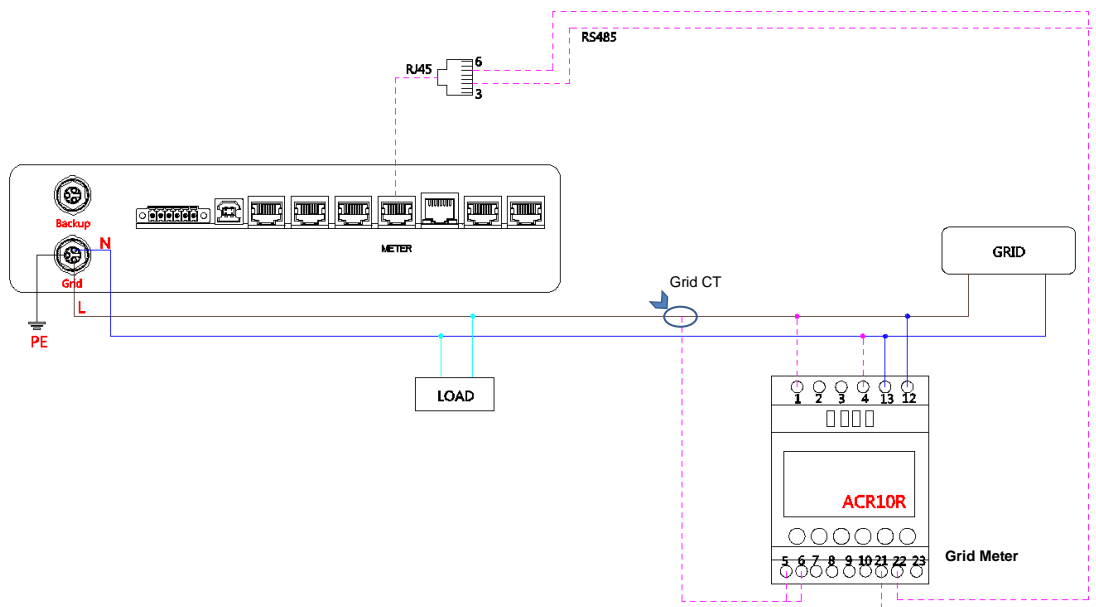 RS485
6
RJ45
3
Backup
N
METER
GRID
Grid
Grid CT
L
PE
LOAD
1 2 3 4 13 12
ACR10R
Grid Meter
5 6 7 8 9 10 21 22 23